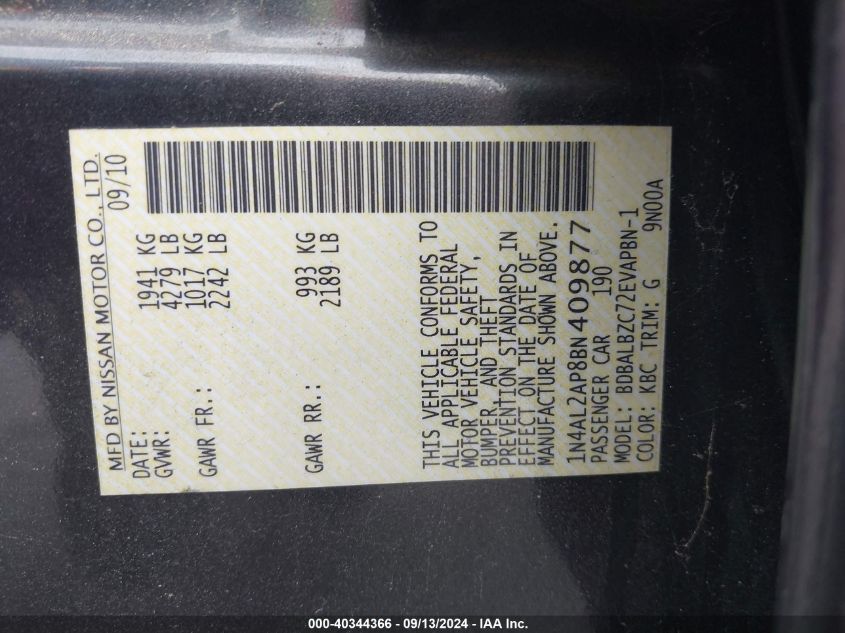 MFD BY NISSAN MOTOR CO., LTD.
DATE: 09/10
GVWR: 1941 KG
4279 LB
GAWR FR.: 1017 KG
2242 LB
GAWR RR.: 993 KG
2189 LB
THIS VEHICLE CONFORMS TO
ALL APPLICABLE FEDERAL
MOTOR VEHICLE SAFETY,
BUMPER, AND THEFT
PREVENTION STANDARDS IN
EFFECT ON THE DATE OF
MANUFACTURE SHOWN ABOVE.
1N4AL2AP8BN409877
PASSENGER CAR 190
MODEL: BDBALBZC72EVAPBN-1
COLOR: KBC TRIM: G 9N00A
000-40344366 - 09/13/2024 - IAA Inc.